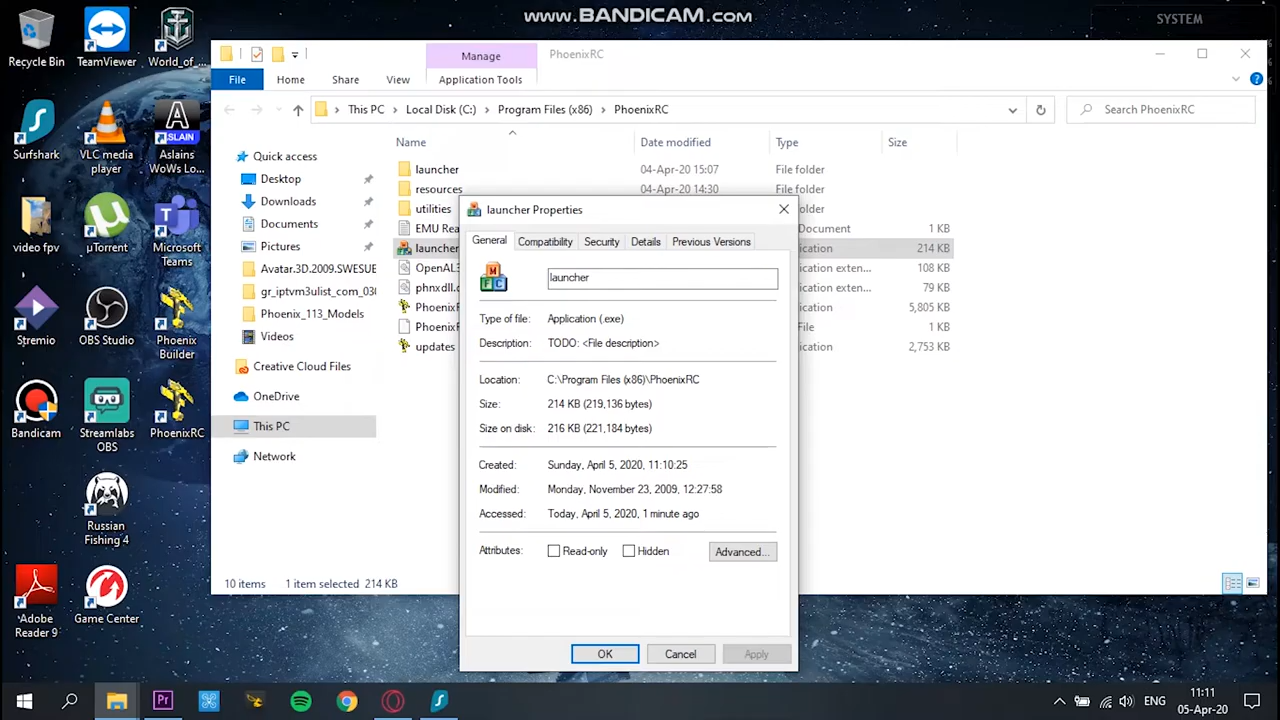 www.BANDICAM.com
SYSTEM
Recycle Bin
TeamViewer
World_of_...
Surfshark
VLC media player
ASLAIN
Aslains WoWs Lo...
video fpv
µTorrent
Microsoft Teams
Stremio
OBS Studio
Phoenix Builder
Bandicam
Streamlabs OBS
PhoenixRC
Russian Fishing 4
Adobe Reader 9
Game Center
Manage
PhoenixRC
File
Home
Share
View
Application Tools
This PC
Local Disk (C:)
Program Files (x86)
PhoenixRC
Search PhoenixRC
Name
Date modified
Type
Size
Quick access
Desktop
Downloads
Documents
Pictures
Avatar.3D.2009.SWESUE
gr_iptvm3ulist_com_030
Phoenix_113_Models
Videos
Creative Cloud Files
OneDrive
This PC
Network
launcher 04-Apr-20 15:07 File folder
resources 04-Apr-20 14:30 File folder
utilities der
EMU Rea ocument 1 KB
launcher ication 214 KB
OpenAL3 ication exten... 108 KB
phnxdll.d ication exten... 79 KB
PhoenixF ication 5,805 KB
PhoenixF File 1 KB
updates ication 2,753 KB
10 items
1 item selected 214 KB
launcher Properties
General
Compatibility
Security
Details
Previous Versions
launcher
Type of file: Application (.exe)
Description: TODO: <File description>
Location: C:\Program Files (x86)\PhoenixRC
Size: 214 KB (219,136 bytes)
Size on disk: 216 KB (221,184 bytes)
Created: Sunday, April 5, 2020, 11:10:25
Modified: Monday, November 23, 2009, 12:27:58
Accessed: Today, April 5, 2020, 1 minute ago
Attributes: Read-only Hidden Advanced...
OK
Cancel
Apply
Pr
ENG
11:11
05-Apr-20